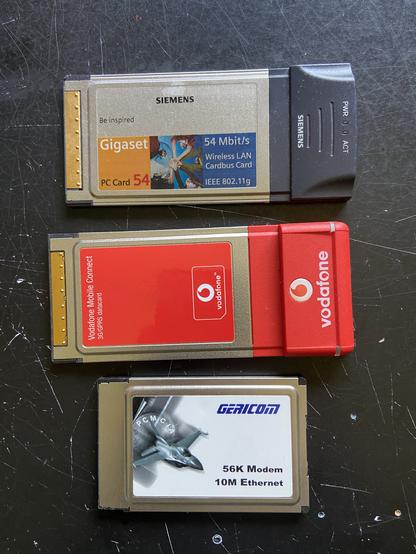 SIEMENS
Be inspired
Gigaset
54 Mbit/s
Wireless LAN
Cardbus Card
PC Card 54
IEEE 802.11g
SIEMENS
PWR
ACT
Vodafone Mobile Connect
3G/GPRS datacard
vodafone
vodafone
GERICOM
PCMCIA
56K Modem
10M Ethernet